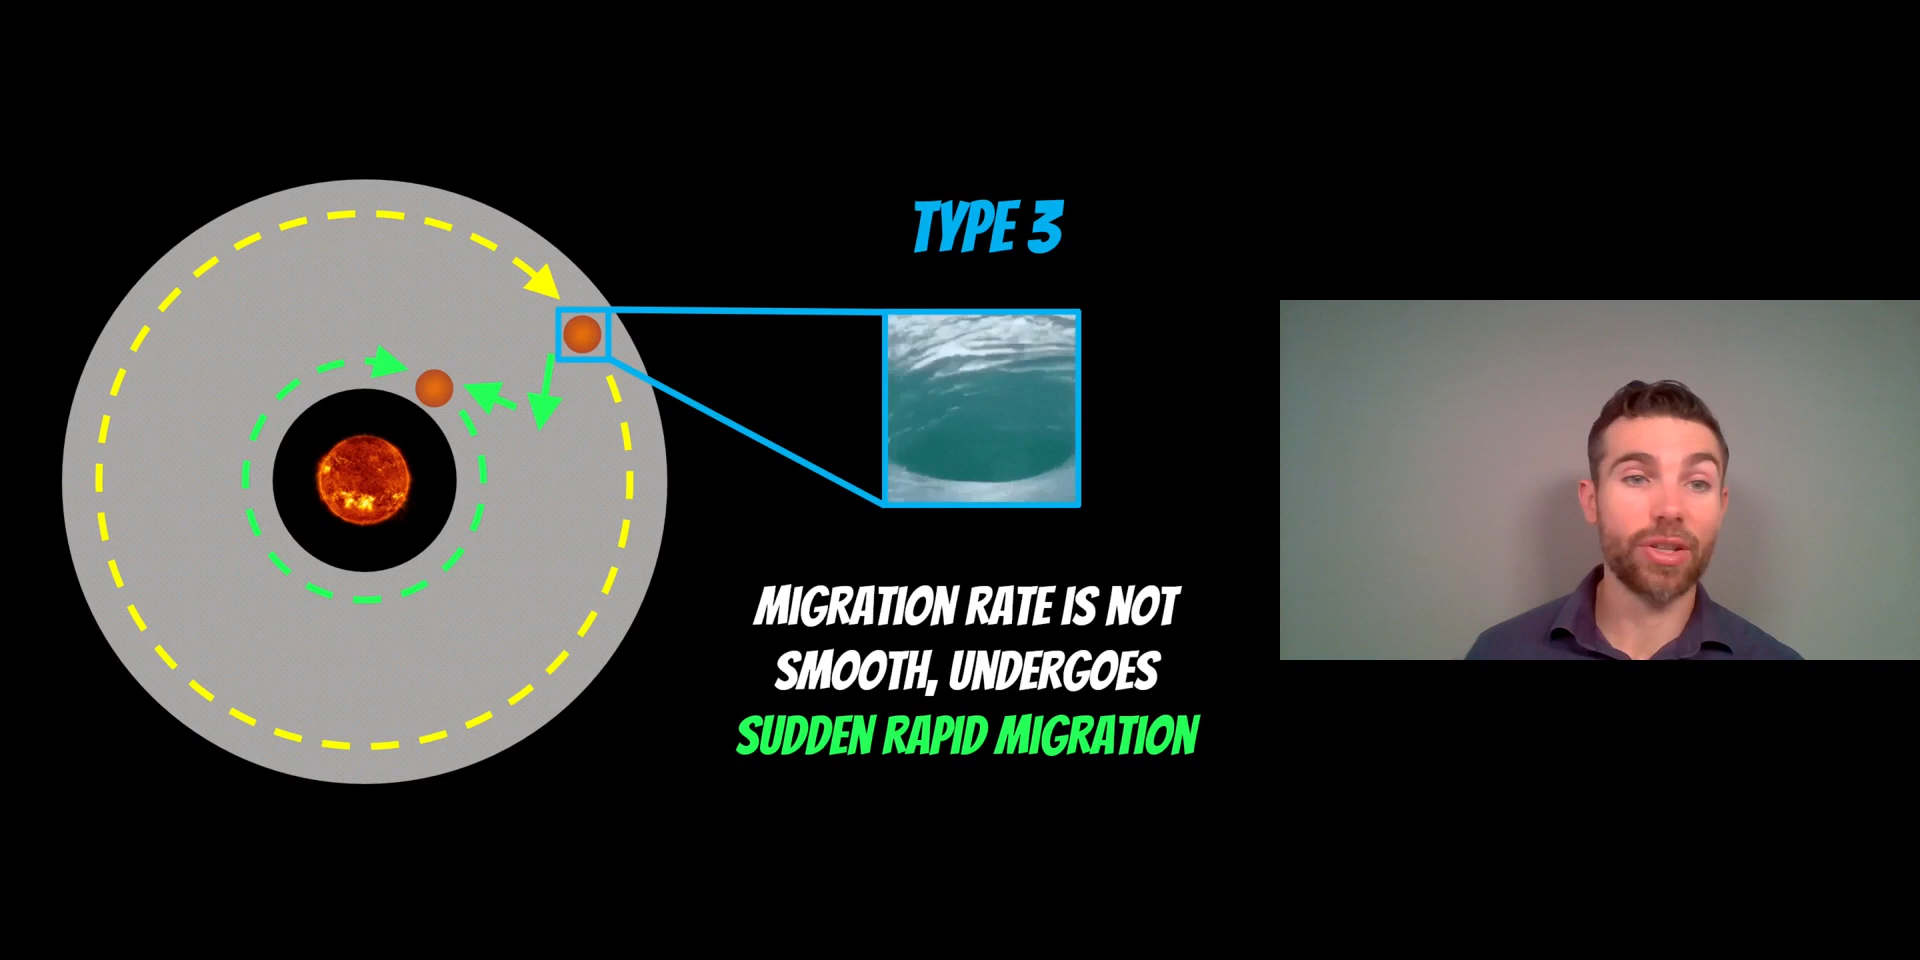 TYPE 3
MIGRATION RATE IS NOT
SMOOTH, UNDERGOES
SUDDEN RAPID MIGRATION